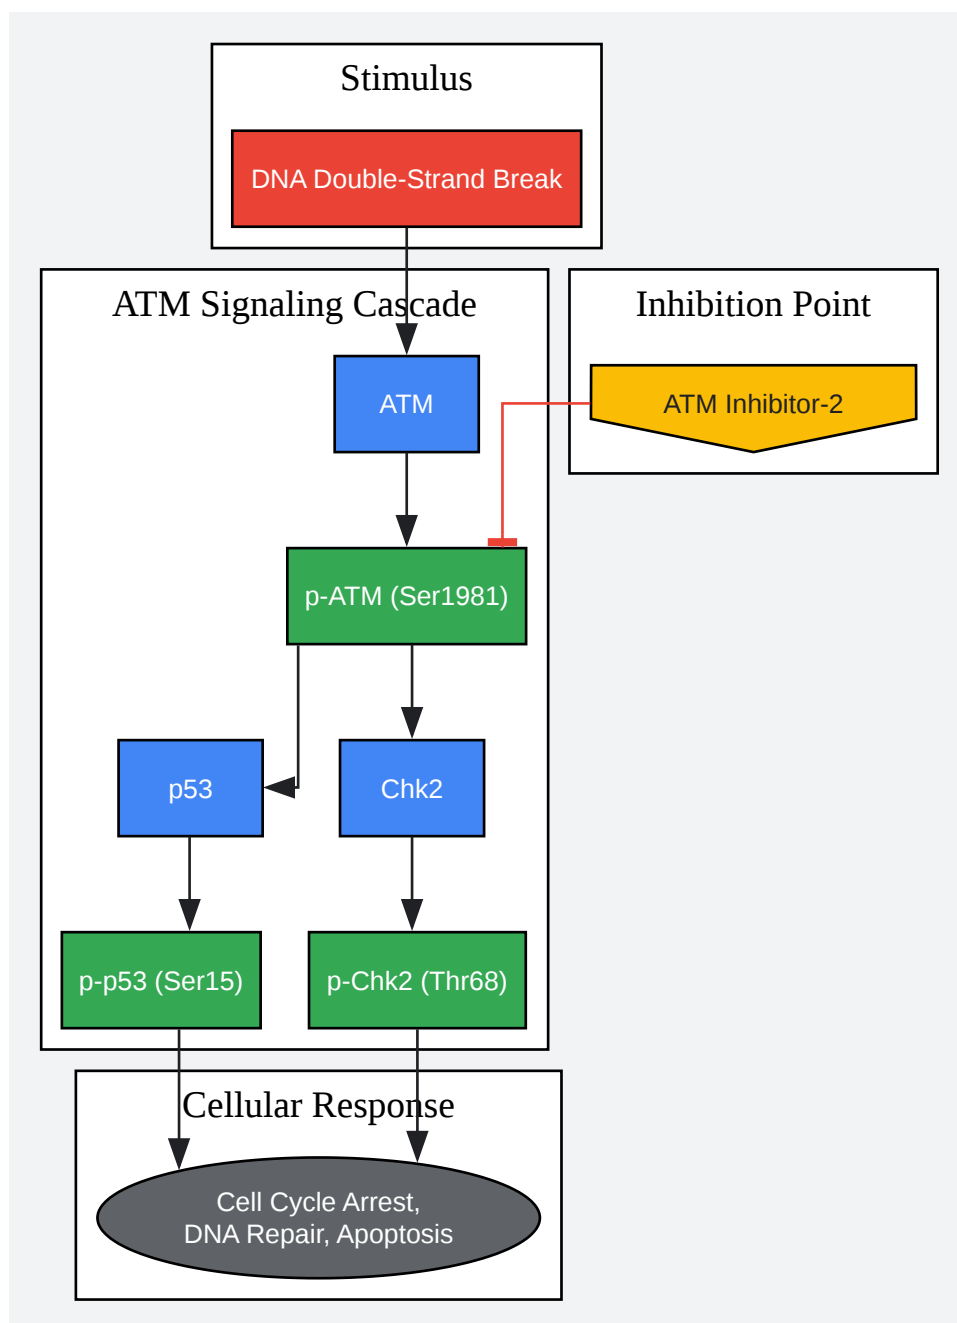 Stimulus
DNA Double-Strand Break
ATM Signaling Cascade
Inhibition Point
ATM
ATM Inhibitor-2
p-ATM (Ser1981)
p53
Chk2
p-p53 (Ser15)
p-Chk2 (Thr68)
Cellular Response
Cell Cycle Arrest,
DNA Repair, Apoptosis